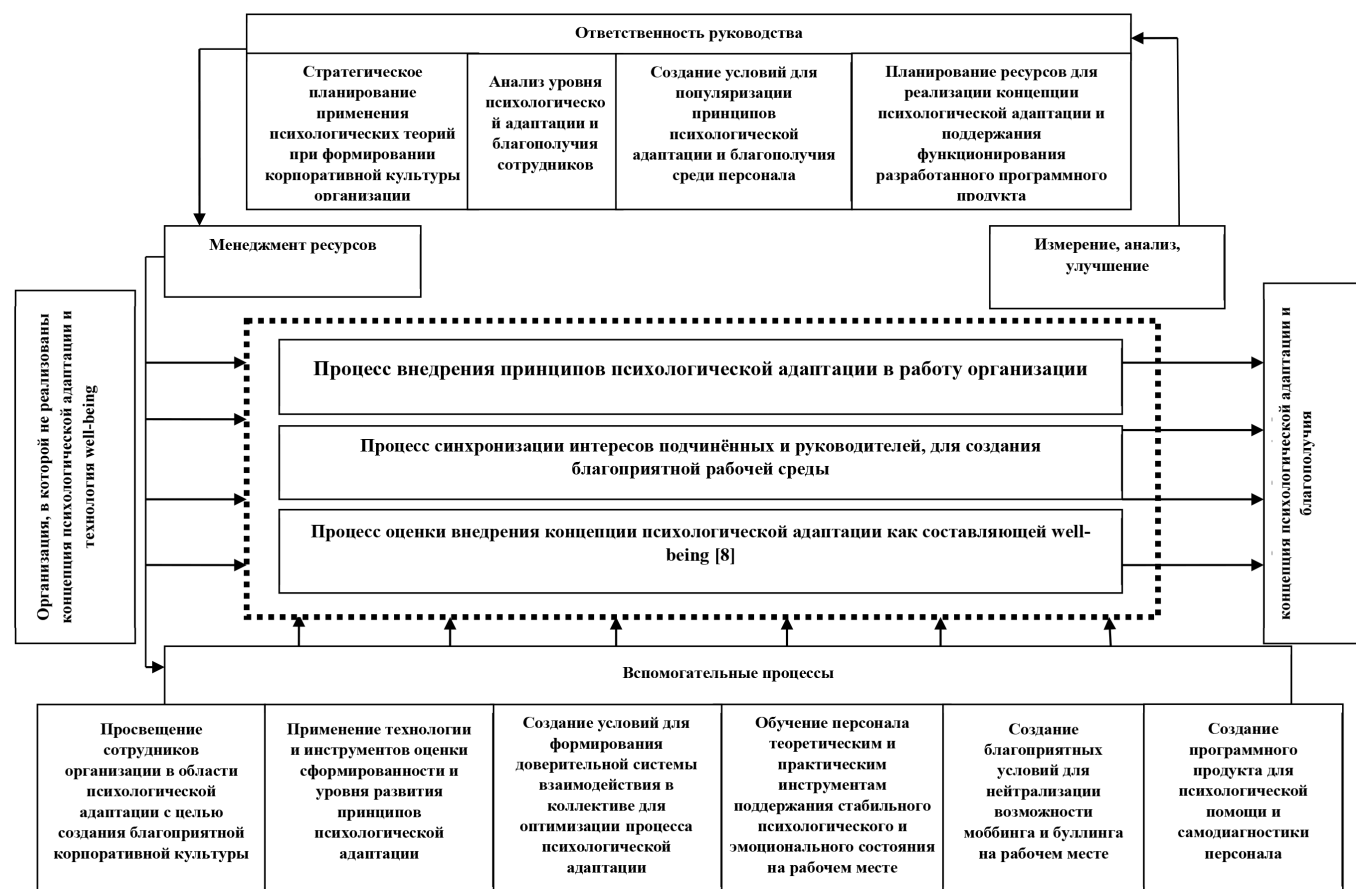 Ответственность руководства
Стратегическое
планирование
применения
психологических теорий
при формировании
корпоративной культуры
организации
Анализ уровня
психологическо
й адаптации и
благополучия
сотрудников
Создание условий для
популяризации
принципов
психологической
адаптации и благополучия
среди персонала
Планирование ресурсов для
реализации концепции
психологической адаптации и
поддержания
функционирования
разработанного программного
продукта
Менеджмент ресурсов
Измерение, анализ,
улучшение
Организация, в которой не реализованы
концепция психологической адаптации и
технология well-being
Процесс внедрения принципов психологической адаптации в работу организации
Процесс синхронизации интересов подчинённых и руководителей, для создания
благоприятной рабочей среды
Процесс оценки внедрения концепции психологической адаптации как составляющей well-
being [8]
концепция психологической адаптации и
благополучия
Вспомогательные процессы
Просвещение
сотрудников
организации в области
психологической
адаптации с целью
создания благоприятной
корпоративной культуры
Применение технологии
и инструментов оценки
сформированности и
уровня развития
принципов
психологической
адаптации
Создание условий для
формирования
доверительной системы
взаимодействия в
коллективе для
оптимизации процесса
психологической
адаптации
Обучение персонала
теоретическим и
практическим
инструментам
поддержания стабильного
психологического и
эмоционального состояния
на рабочем месте
Создание
благоприятных
условий для
нейтрализации
возможности
моббинга и буллинга
на рабочем месте
Создание
программного
продукта для
психологической
помощи и
самодиагностики
персонала